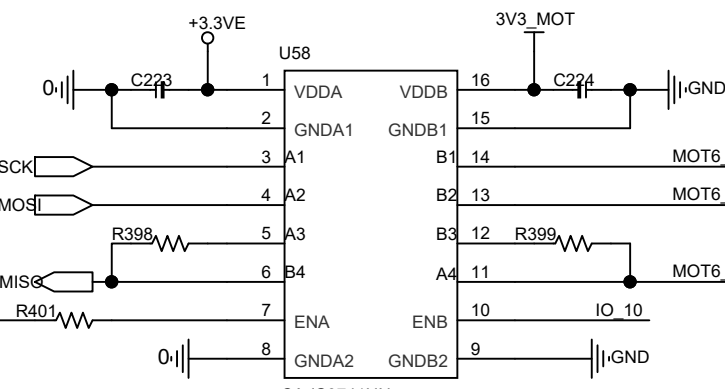 +3.3VE
3V3_MOT
U58
C223
1
VDDA
VDDB
16
C224
0
GND
2
GNDA1
GNDB1
15
SCK
3
A1
B1
14
MOT6_
MOSI
4
A2
B2
13
MOT6_
R398
5
A3
B3
12
R399
MISO
6
B4
A4
11
MOT6_
R401
7
ENA
ENB
10
IO_10
0
8
GNDA2
GNDB2
9
GND